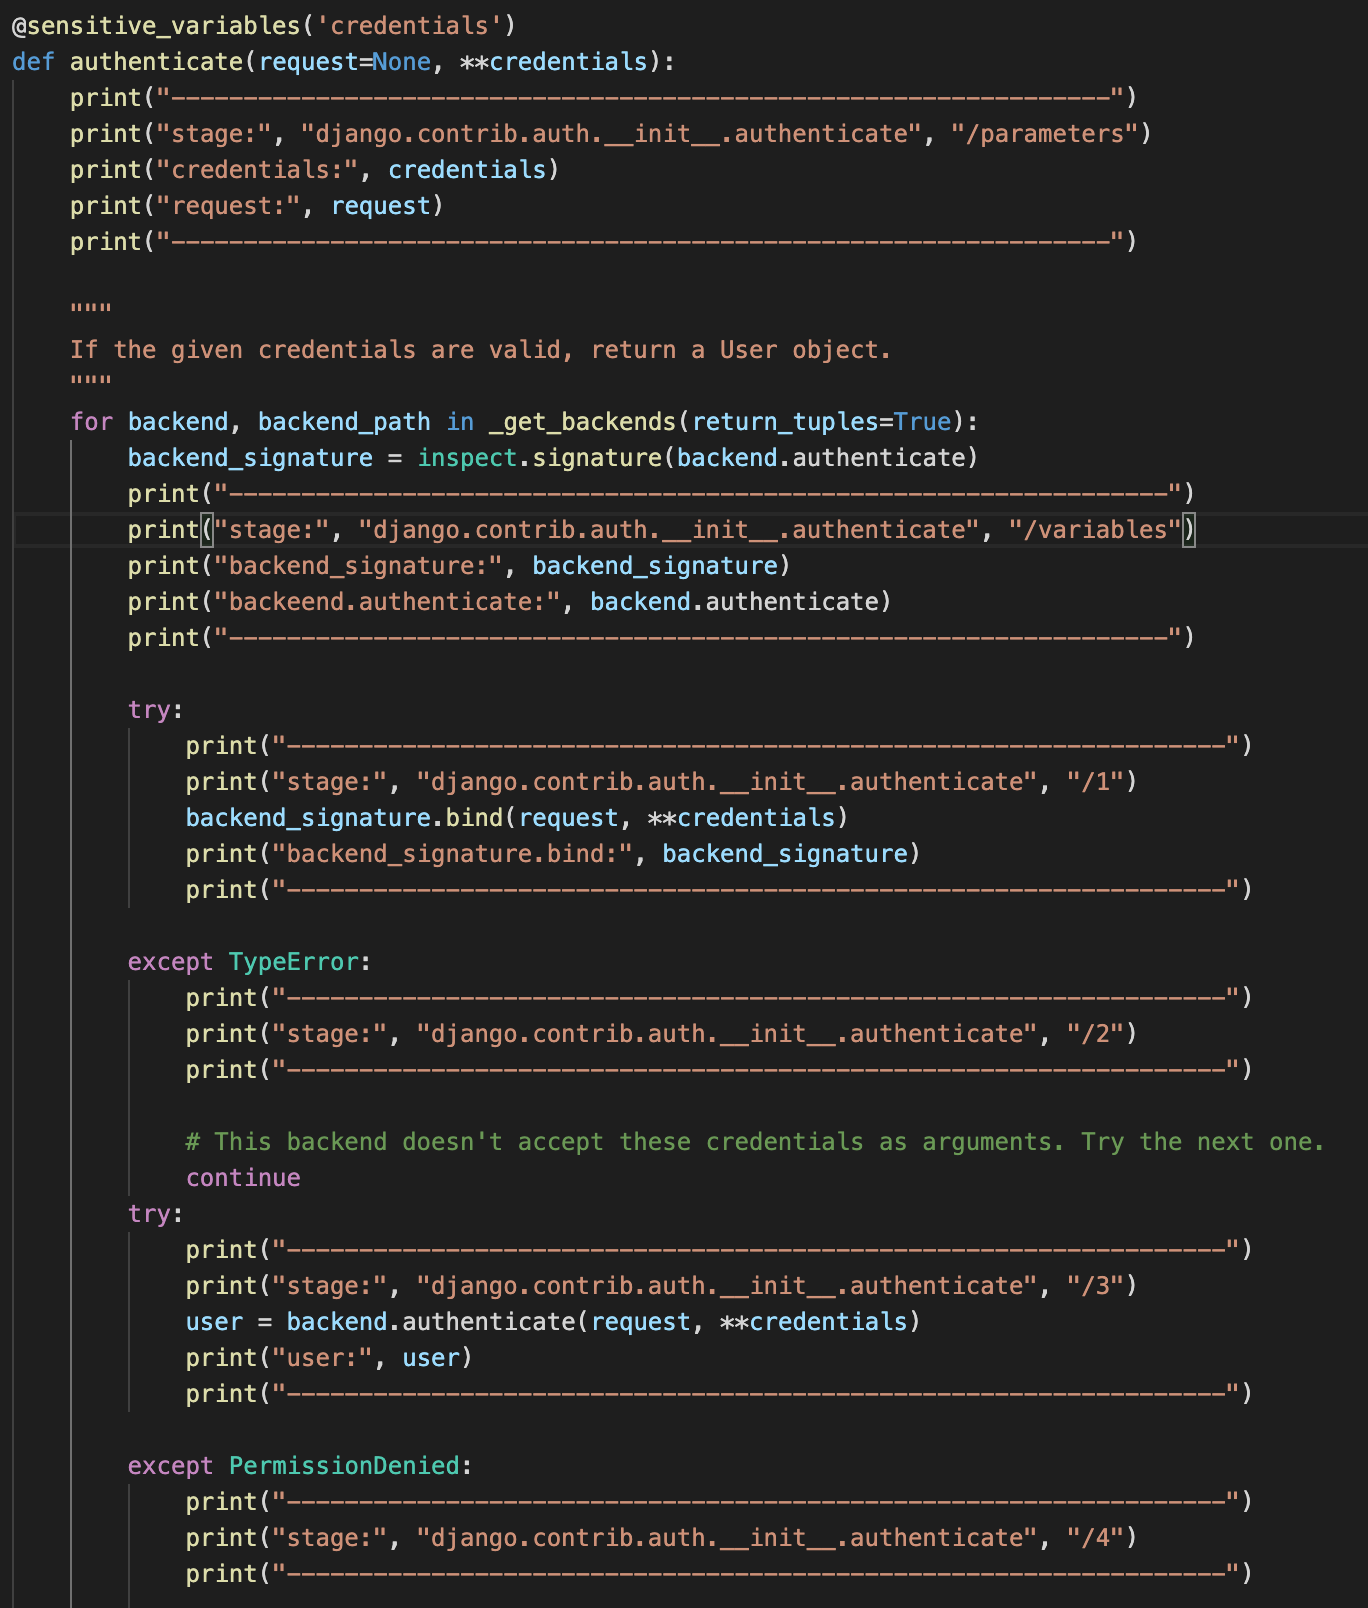 @sensitive_variables('credentials')
def authenticate(request=None, **credentials):
    print("—————————————————————————————————————————————————————————————————")
    print("stage:", "django.contrib.auth.__init__.authenticate", "/parameters")
    print("credentials:", credentials)
    print("request:", request)
    print("—————————————————————————————————————————————————————————————————")

    """
    If the given credentials are valid, return a User object.
    """
    for backend, backend_path in _get_backends(return_tuples=True):
        backend_signature = inspect.signature(backend.authenticate)
        print("—————————————————————————————————————————————————————————————————")
        print("stage:", "django.contrib.auth.__init__.authenticate", "/variables")
        print("backend_signature:", backend_signature)
        print("backeend.authenticate:", backend.authenticate)
        print("—————————————————————————————————————————————————————————————————")

        try:
            print("—————————————————————————————————————————————————————————————————")
            print("stage:", "django.contrib.auth.__init__.authenticate", "/1")
            backend_signature.bind(request, **credentials)
            print("backend_signature.bind:", backend_signature)
            print("—————————————————————————————————————————————————————————————————")

        except TypeError:
            print("—————————————————————————————————————————————————————————————————")
            print("stage:", "django.contrib.auth.__init__.authenticate", "/2")
            print("—————————————————————————————————————————————————————————————————")

            # This backend doesn't accept these credentials as arguments. Try the next one.
            continue
        try:
            print("—————————————————————————————————————————————————————————————————")
            print("stage:", "django.contrib.auth.__init__.authenticate", "/3")
            user = backend.authenticate(request, **credentials)
            print("user:", user)
            print("—————————————————————————————————————————————————————————————————")

        except PermissionDenied:
            print("—————————————————————————————————————————————————————————————————")
            print("stage:", "django.contrib.auth.__init__.authenticate", "/4")
            print("—————————————————————————————————————————————————————————————————")